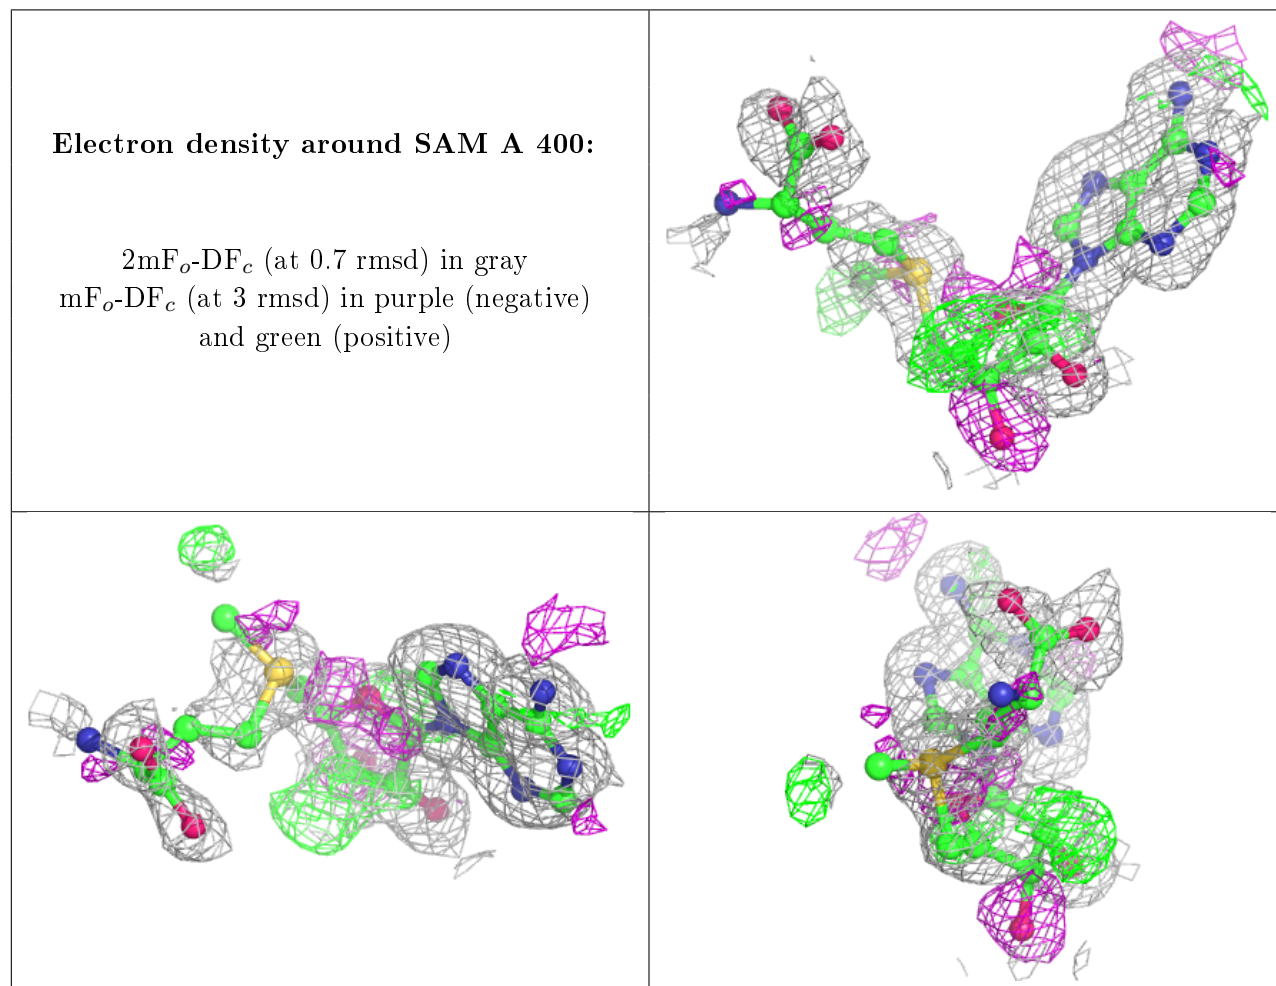 Electron density around SAM A 400:
2mFo-DFc (at 0.7 rmsd) in gray
mFo-DFc (at 3 rmsd) in purple (negative)
and green (positive)